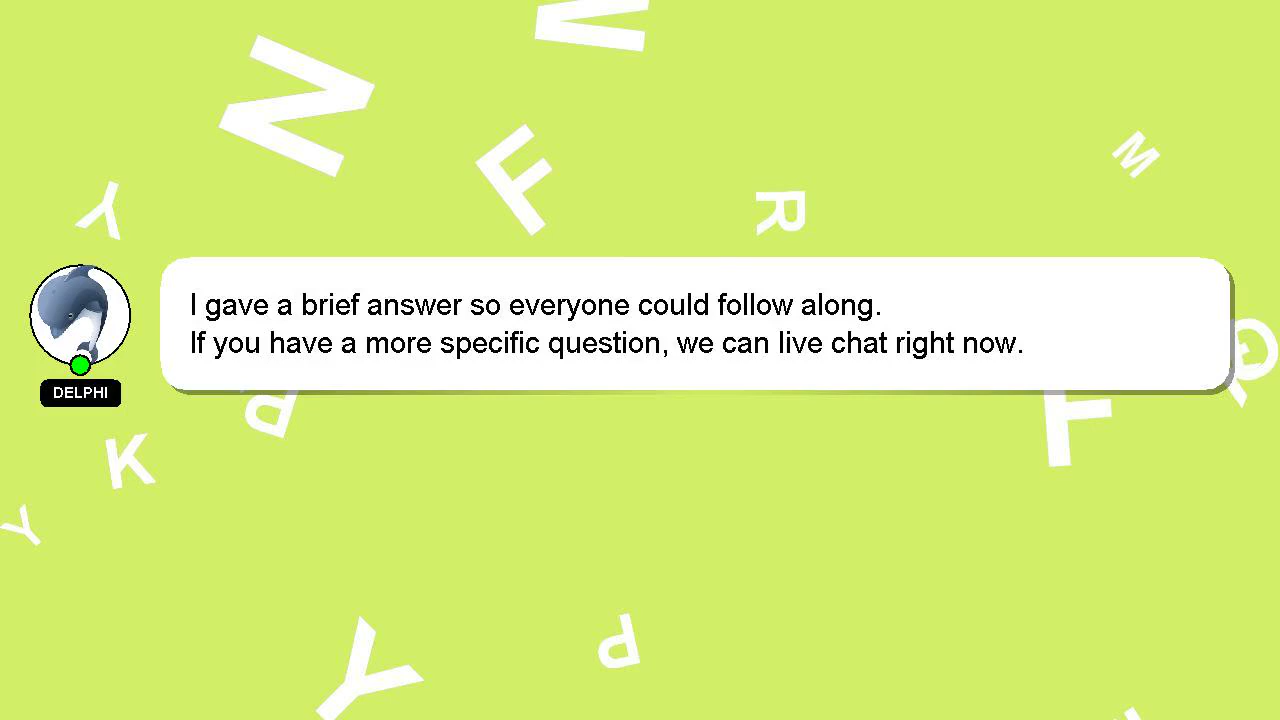 N
F
M
Y
R
I gave a brief answer so everyone could follow along.
If you have a more specific question, we can live chat right now.
DELPHI
R
F
K
Y
Y
P